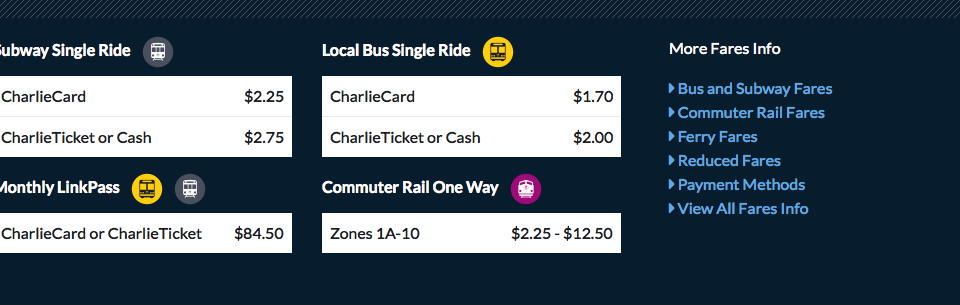 Subway Single Ride
CharlieCard $2.25
CharlieTicket or Cash $2.75
Monthly LinkPass
CharlieCard or CharlieTicket $84.50
Local Bus Single Ride
CharlieCard $1.70
CharlieTicket or Cash $2.00
Commuter Rail One Way
Zones 1A-10 $2.25 - $12.50
More Fares Info
Bus and Subway Fares
Commuter Rail Fares
Ferry Fares
Reduced Fares
Payment Methods
View All Fares Info